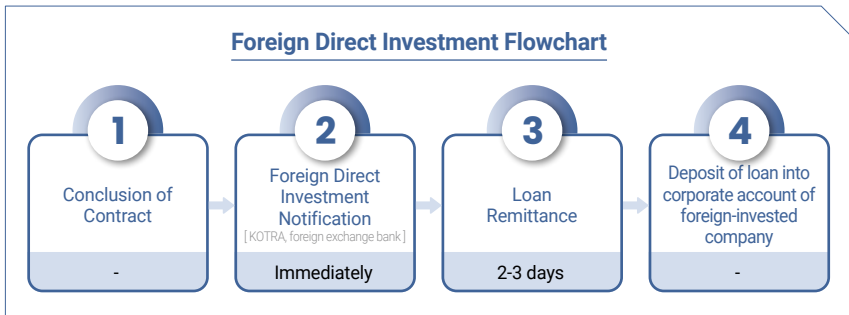 Foreign Direct Investment Flowchart
1
Conclusion of
Contract
-
2
Foreign Direct
Investment
Notification
[ KOTRA, foreign exchange bank ]
Immediately
3
Loan
Remittance
2-3 days
4
Deposit of loan into
corporate account of
foreign-invested
company
-